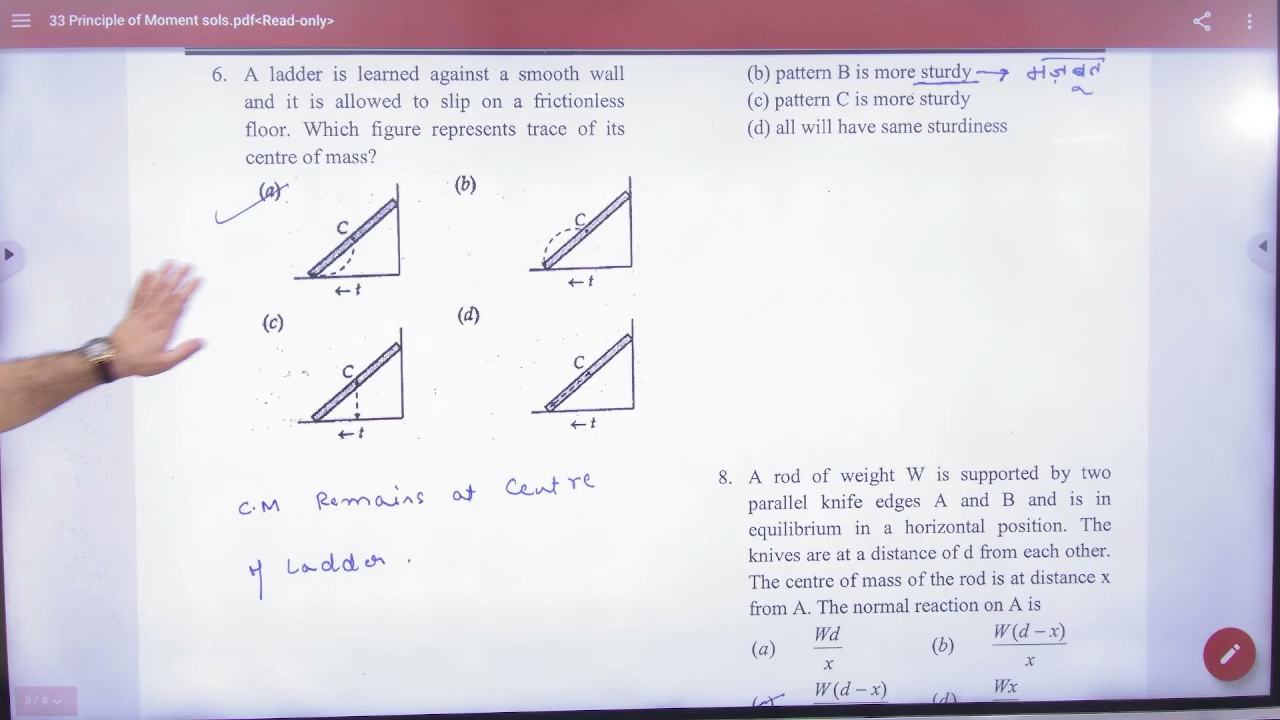 33 Principle of Moment sols.pdf<Read-only>
6. A ladder is learned against a smooth wall
and it is allowed to slip on a frictionless
floor. Which figure represents trace of its
centre of mass?
(a)
(b)
C
C
←t
←t
(c)
(d)
C
C
←t
←t
C.M Remains at Centre
of Ladder.
(b) pattern B is more sturdy → मज़बूत
(c) pattern C is more sturdy
(d) all will have same sturdiness
8. A rod of weight W is supported by two
parallel knife edges A and B and is in
equilibrium in a horizontal position. The
knives are at a distance of d from each other.
The centre of mass of the rod is at distance x
from A. The normal reaction on A is
(a) Wd/x (b) W(d – x)/x
W(d – x) (d) Wx
5/4